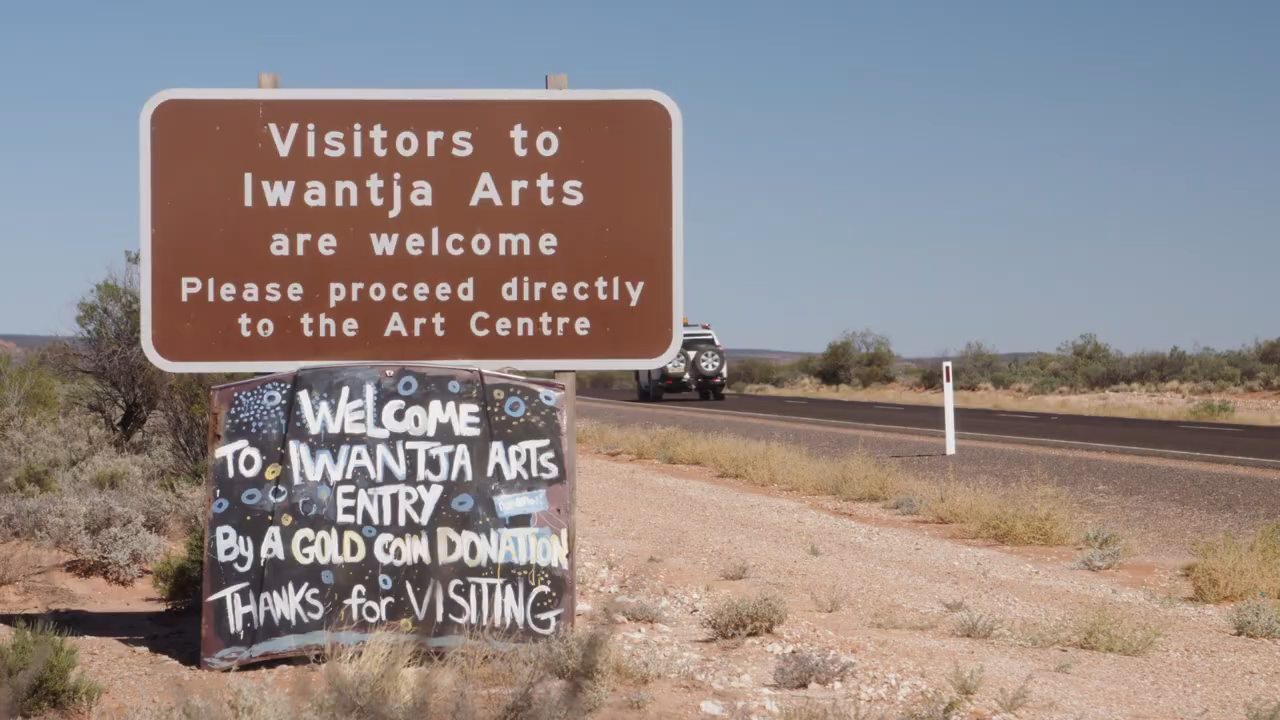 Visitors to
Iwantja Arts
are welcome
Please proceed directly
to the Art Centre
WELCOME
TO IWANTJA ARTS
ENTRY
By A GOLD COIN DONATION
THANKS for VISITING